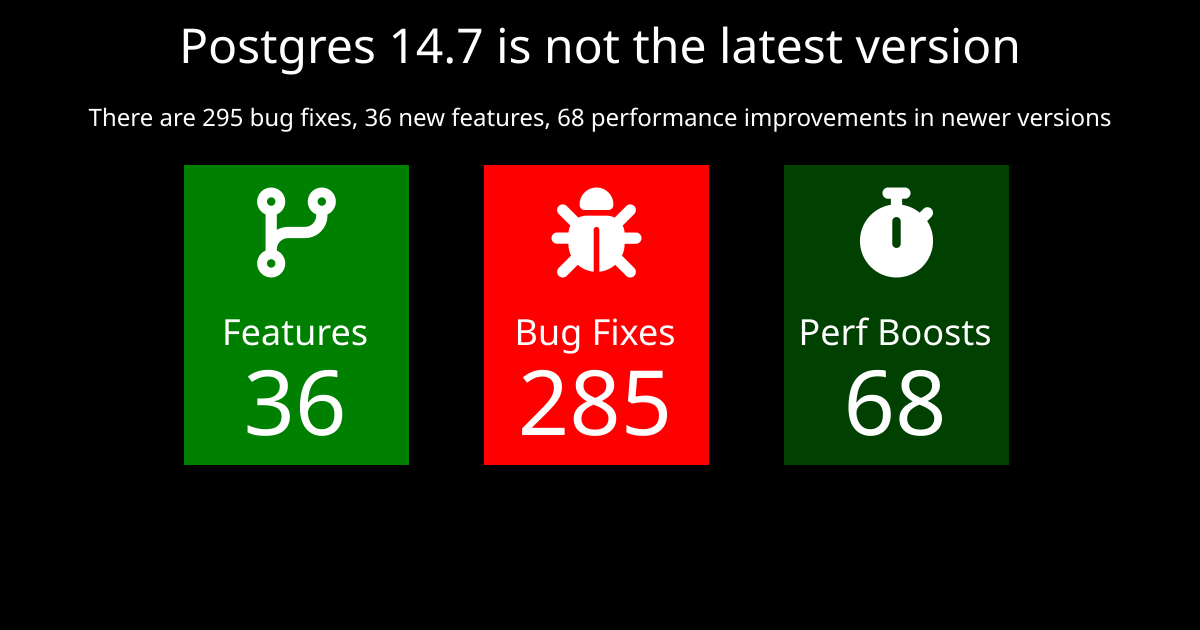 Postgres 14.7 is not the latest version
There are 295 bug fixes, 36 new features, 68 performance improvements in newer versions
Features
36
Bug Fixes
285
Perf Boosts
68